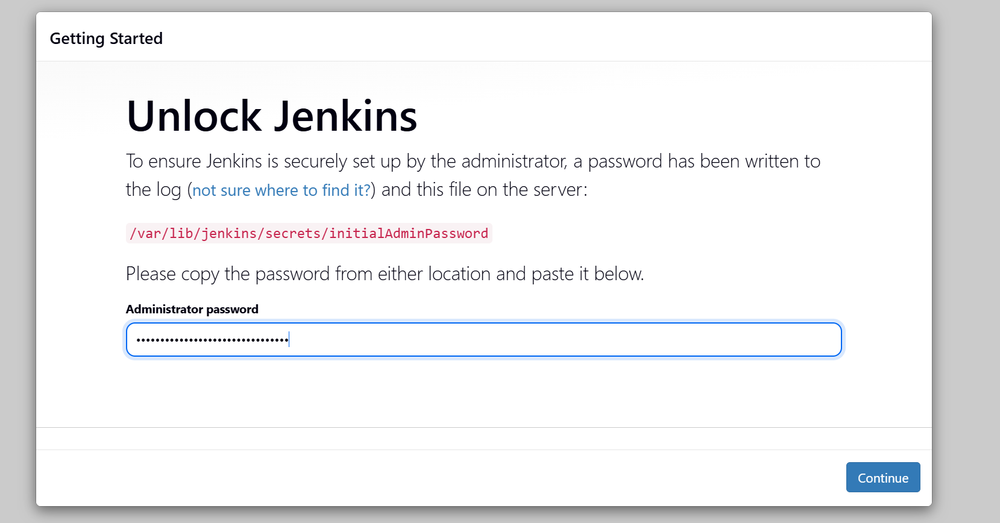 Getting Started
Unlock Jenkins
To ensure Jenkins is securely set up by the administrator, a password has been written to
the log (not sure where to find it?) and this file on the server:
/var/lib/jenkins/secrets/initialAdminPassword
Please copy the password from either location and paste it below.
Administrator password
••••••••••••••••••••••••••••••••
Continue